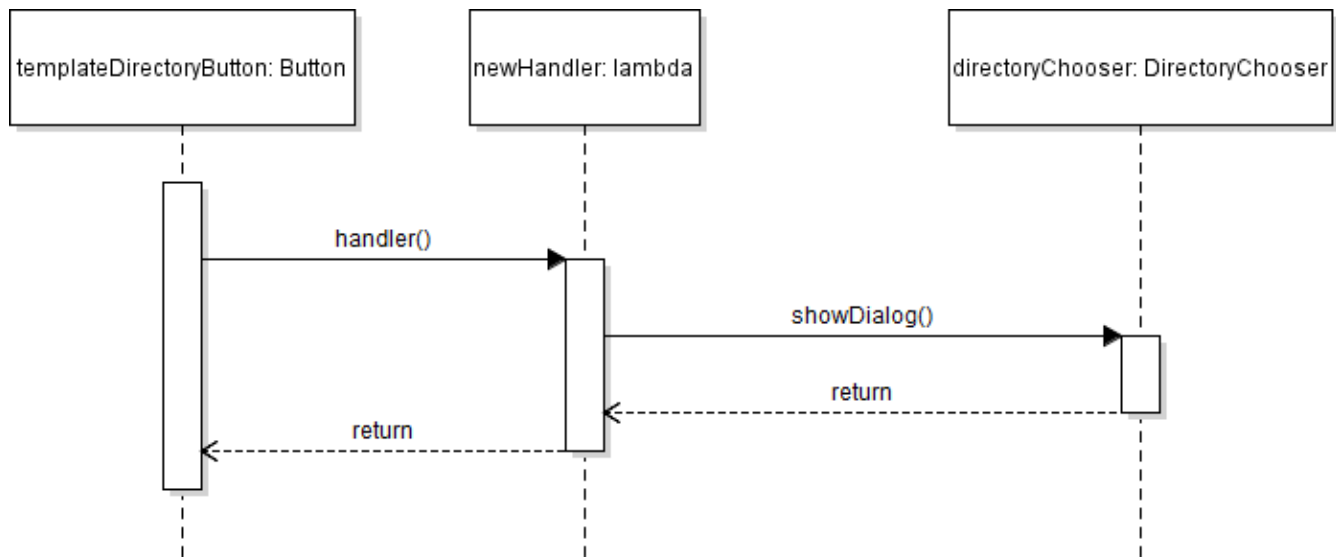 templateDirectoryButton: Button
newHandler: lambda
directoryChooser: DirectoryChooser
handler()
showDialog()
return
return